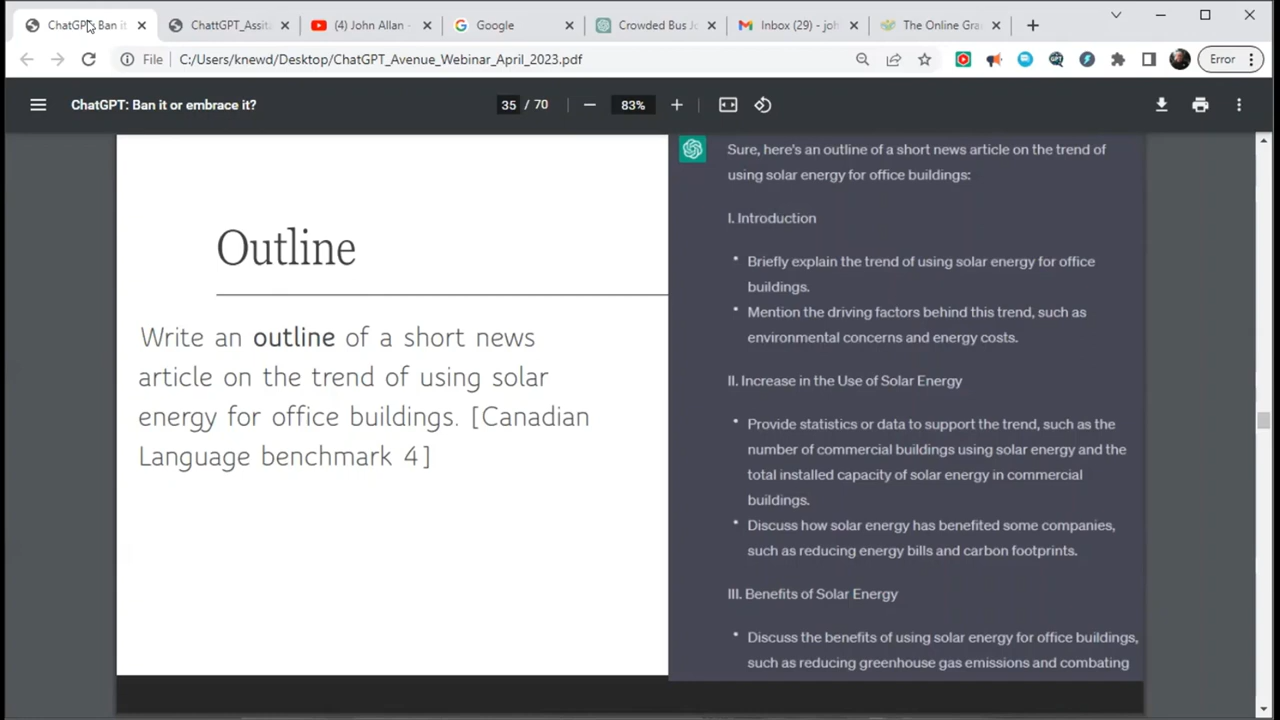 ChatGPT: Ban it
ChattGPT_Assita
(4) John Allan -
Google
Crowded Bus Jo
Inbox (29) - joh
The Online Gra
File C:/Users/knewd/Desktop/ChatGPT_Avenue_Webinar_April_2023.pdf
Error
ChatGPT: Ban it or embrace it?
35 / 70
83%
Outline
Write an outline of a short news
article on the trend of using solar
energy for office buildings. [Canadian
Language benchmark 4]
Sure, here's an outline of a short news article on the trend of
using solar energy for office buildings:
I. Introduction
• Briefly explain the trend of using solar energy for office
buildings.
• Mention the driving factors behind this trend, such as
environmental concerns and energy costs.
II. Increase in the Use of Solar Energy
• Provide statistics or data to support the trend, such as the
number of commercial buildings using solar energy and the
total installed capacity of solar energy in commercial
buildings.
• Discuss how solar energy has benefited some companies,
such as reducing energy bills and carbon footprints.
III. Benefits of Solar Energy
• Discuss the benefits of using solar energy for office buildings,
such as reducing greenhouse gas emissions and combating